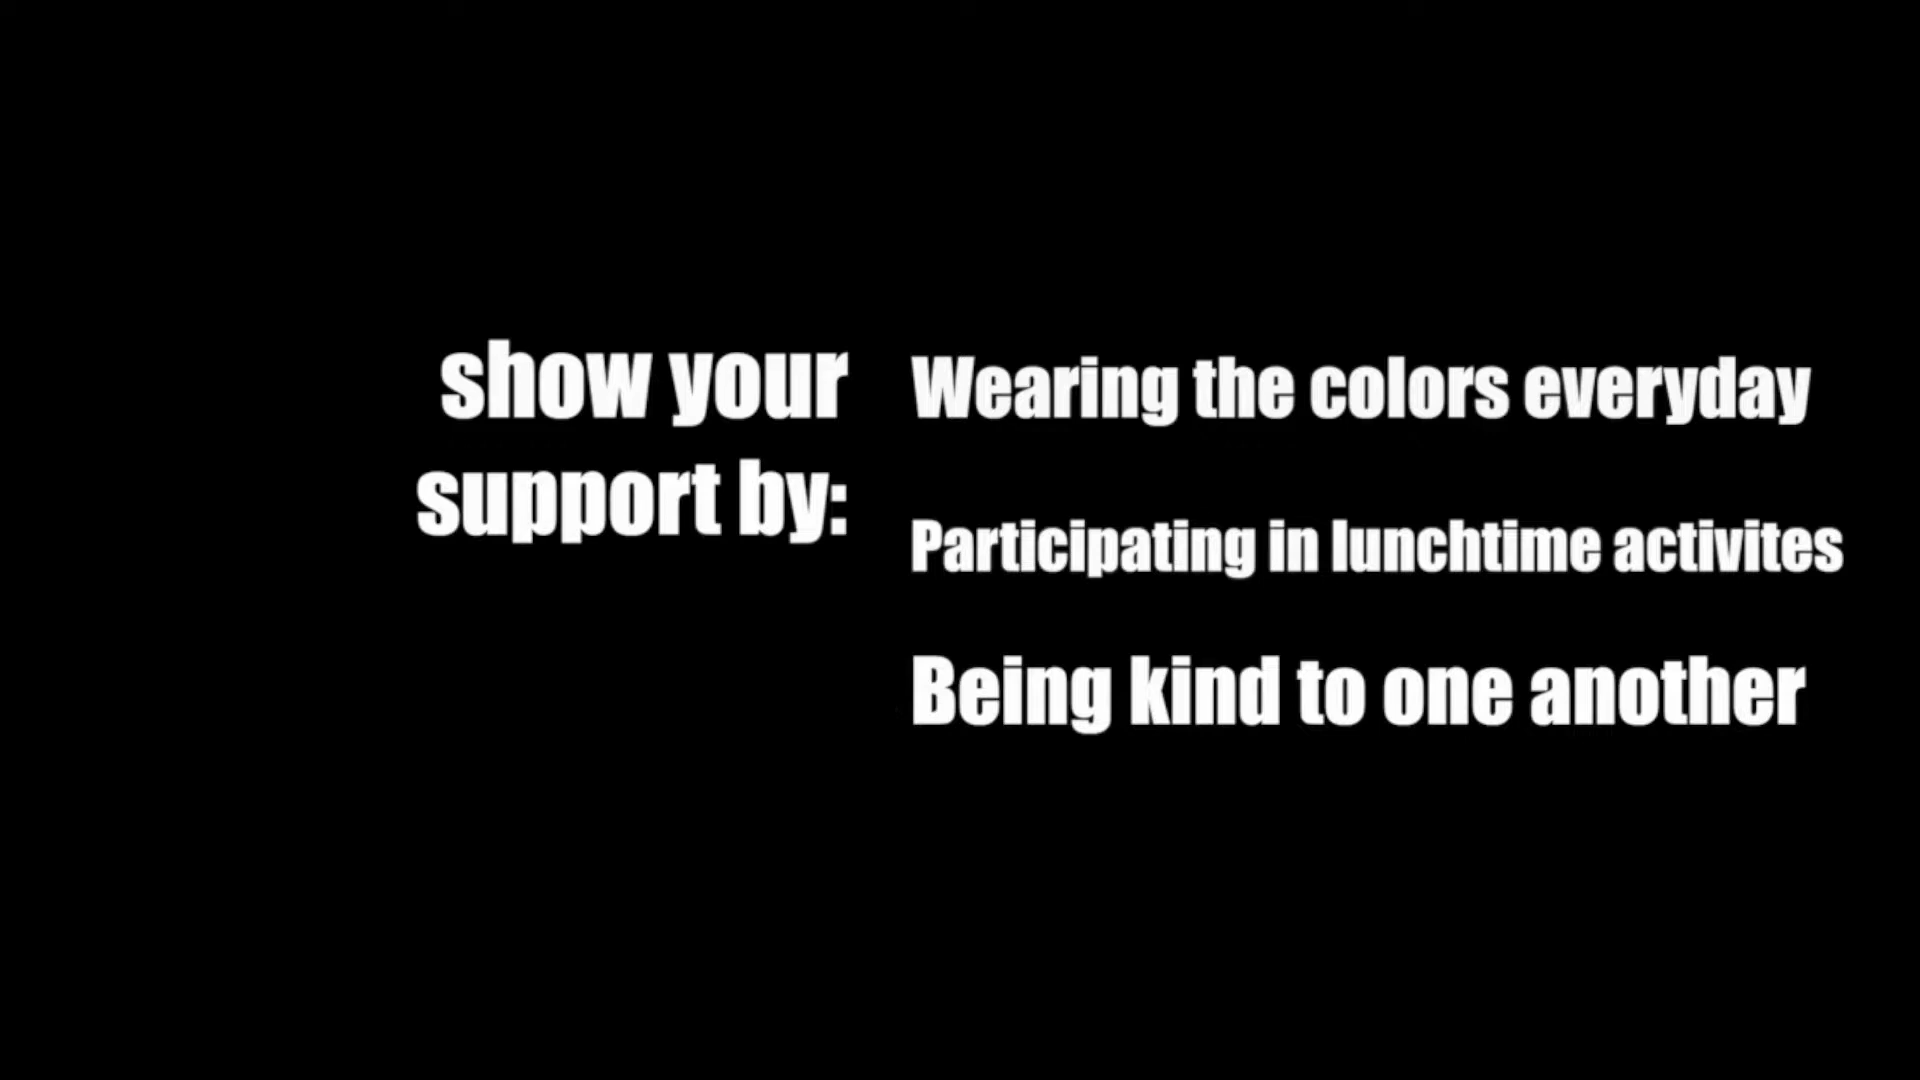 show your
support by:
Wearing the colors everyday
Participating in lunchtime activites
Being kind to one another